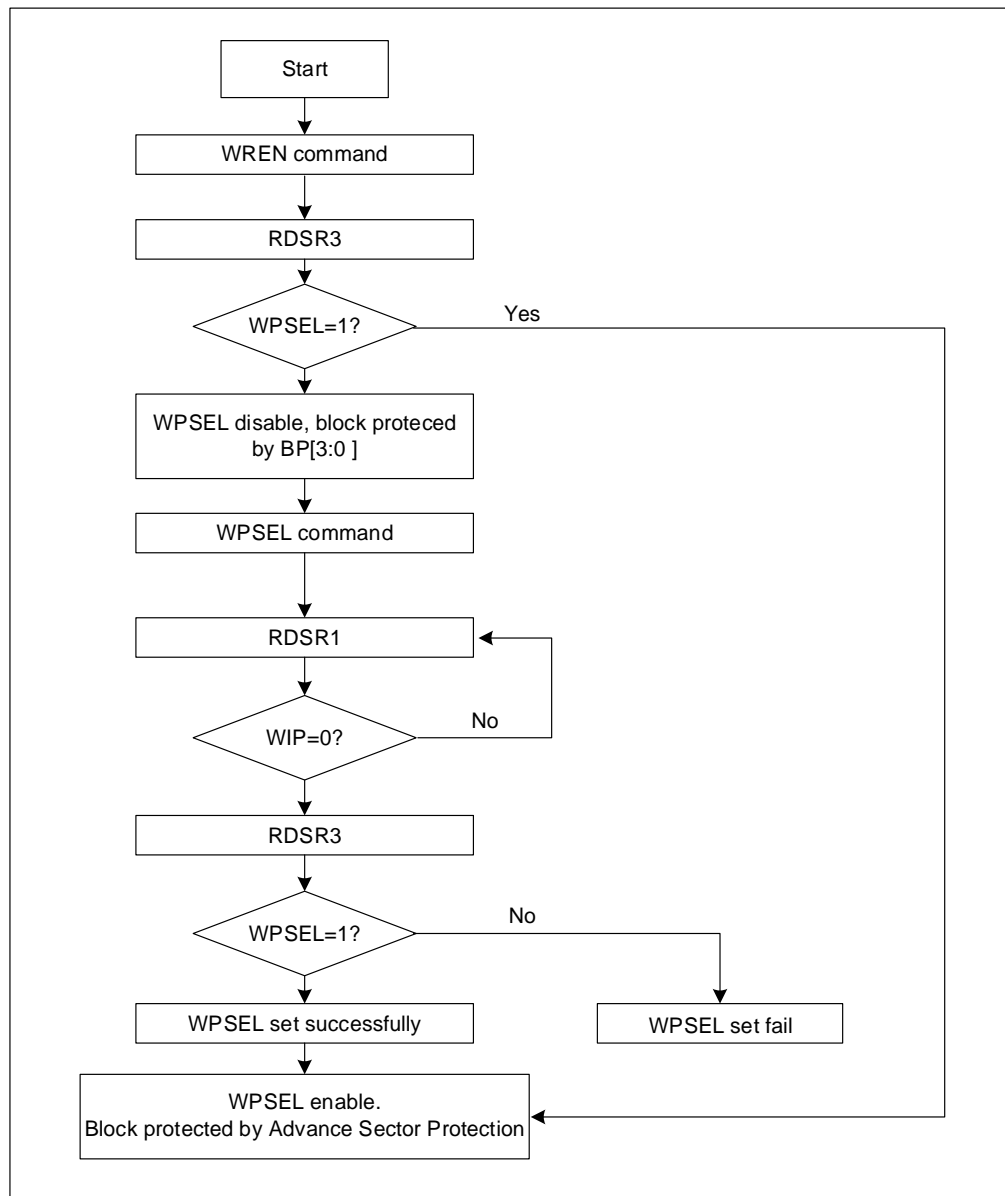 Start
WREN command
RDSR3
WPSEL=1?
Yes
WPSEL disable, block proteced
by BP[3:0 ]
WPSEL command
RDSR1
WIP=0?
No
RDSR3
WPSEL=1?
No
WPSEL set successfully
WPSEL set fail
WPSEL enable.
Block protected by Advance Sector Protection